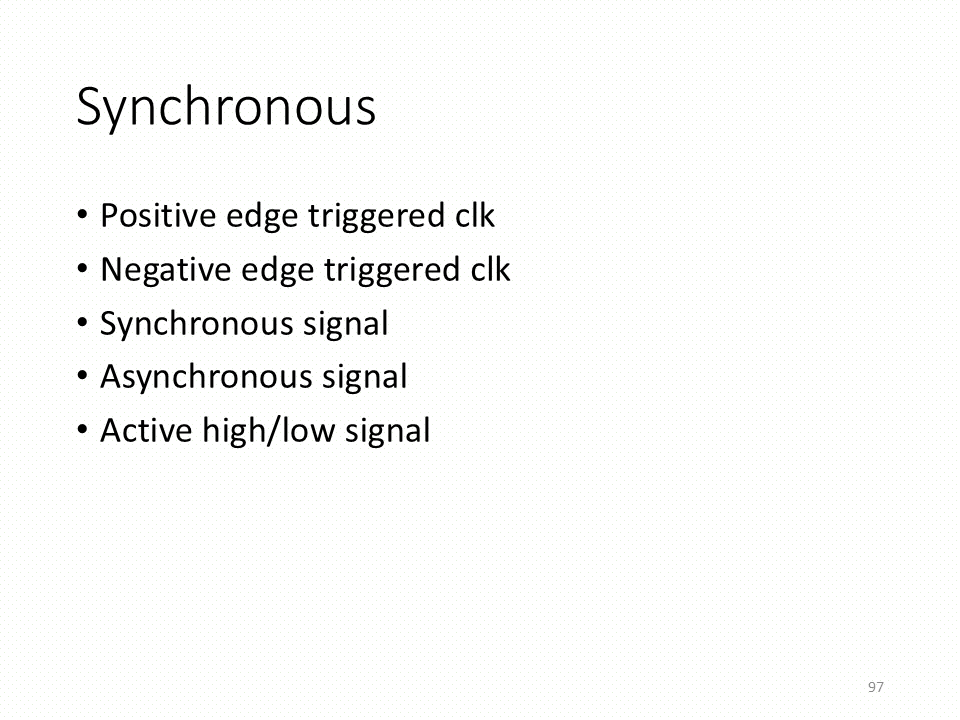 Synchronous
• Positive edge triggered clk
• Negative edge triggered clk
• Synchronous signal
• Asynchronous signal
• Active high/low signal
97